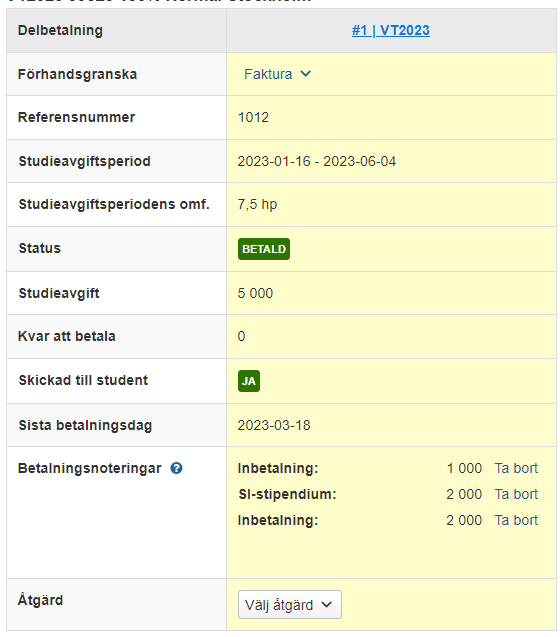 Delbetalning #1 | VT2023
Förhandsgranska Faktura
Referensnummer 1012
Studieavgiftsperiod 2023-01-16 - 2023-06-04
Studieavgiftsperiodens omf. 7,5 hp
Status BETALD
Studieavgift 5 000
Kvar att betala 0
Skickad till student JA
Sista betalningsdag 2023-03-18
Betalningsnoteringar ? Inbetalning: 1 000 Ta bort
SI-stipendium: 2 000 Ta bort
Inbetalning: 2 000 Ta bort
Åtgärd Välj åtgärd